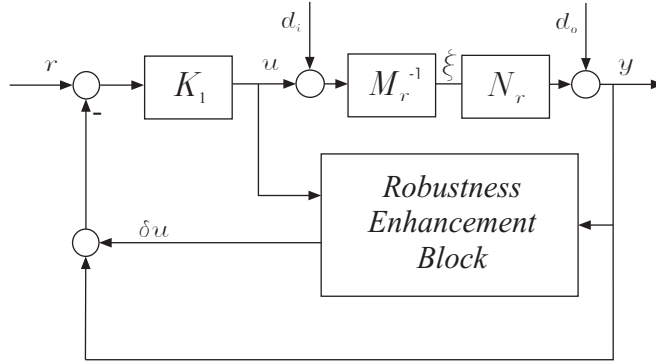 d_i
d_o
r
K_1
u
M_r^{-1}
ξ
N_r
y
-
Robustness
Enhancement
Block
δu